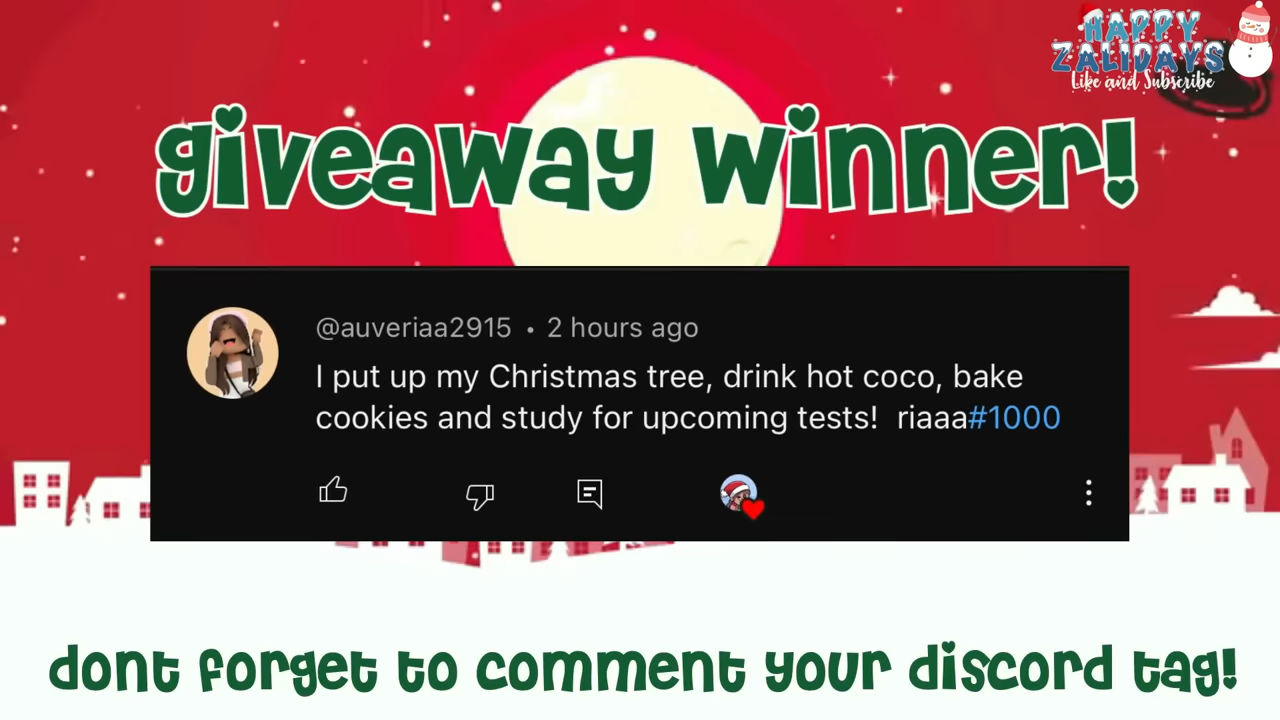 HAPPY
ZALIDAYS
Like and Subscribe
giveaway winner!
@auveriaa2915 • 2 hours ago
I put up my Christmas tree, drink hot coco, bake
cookies and study for upcoming tests!  riaaa#1000
dont forget to comment your discord tag!